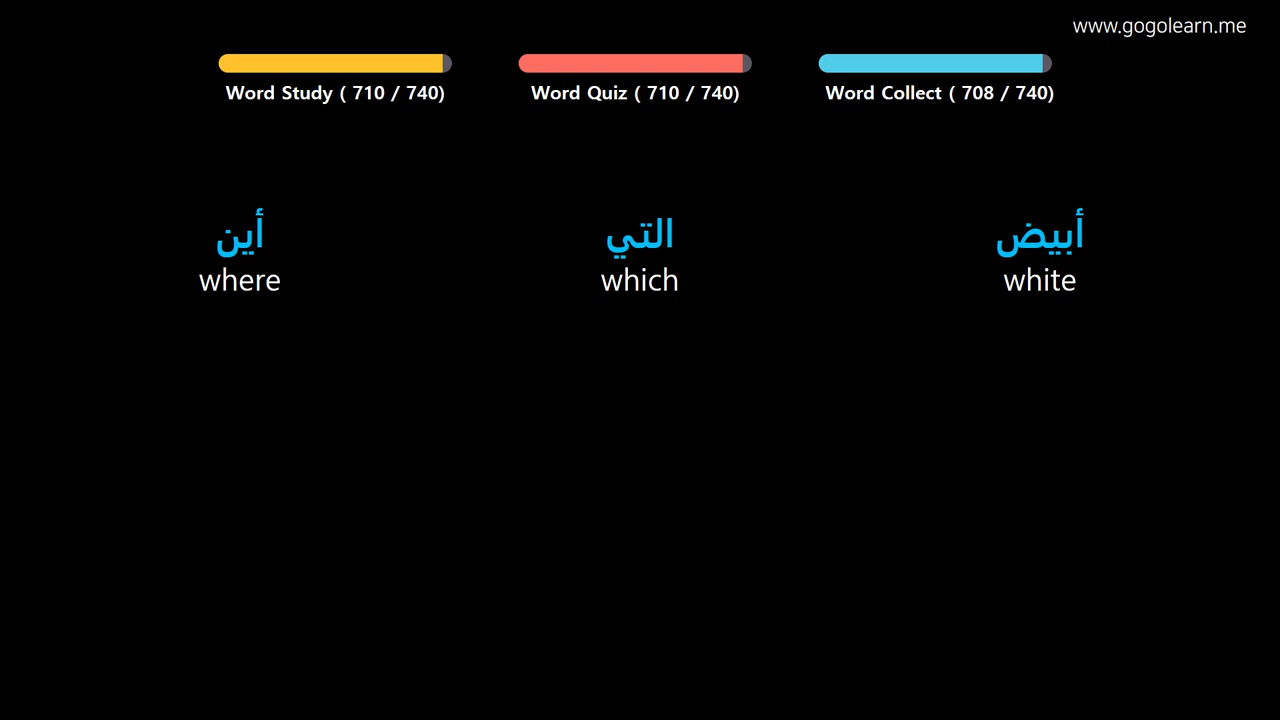 www.gogolearn.me
Word Study ( 710 / 740)
Word Quiz ( 710 / 740)
Word Collect ( 708 / 740)
أين
where
التي
which
أبيض
white